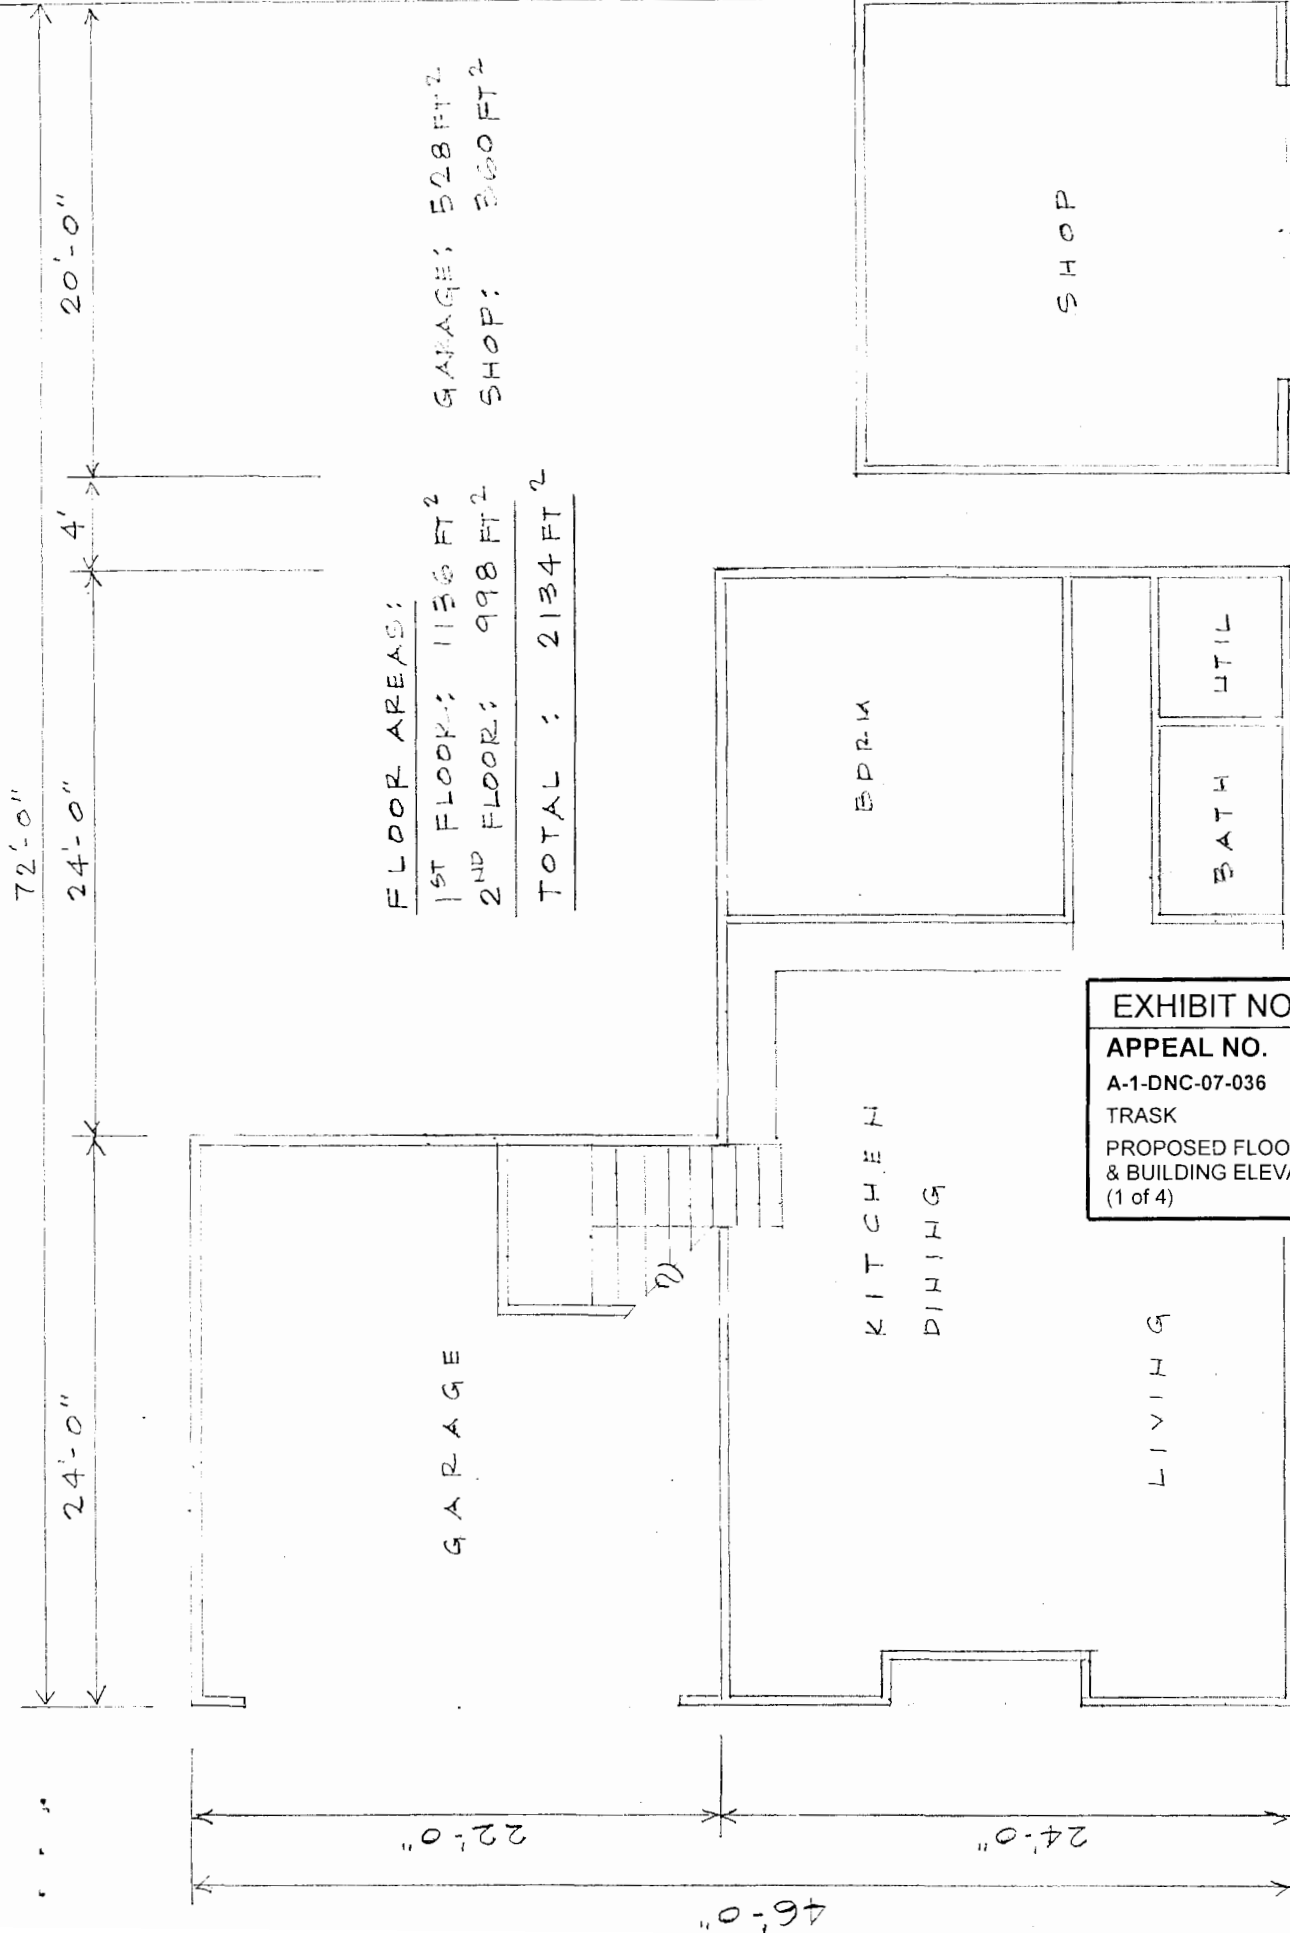 72'-0"
24'-0"
24'-0"
4'
20'-0"
FLOOR AREAS:
1ST FLOOR: 1136 FT2
2ND FLOOR: 998 FT2
TOTAL : 2134 FT2
GARAGE: 528 FT2
SHOP: 360 FT2
GARAGE
KITCHEN
DINING
LIVING
BDRM
BATH
UTIL
SHOP
22'-0"
24'-0"
46'-0"
EXHIBIT NO
APPEAL NO.
A-1-DNC-07-036
TRASK
PROPOSED FLOO
& BUILDING ELEV
(1 of 4)